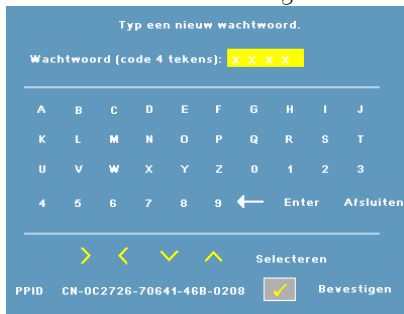 Typ een nieuw wachtwoord.
Wachtwoord (code 4 tekens): X X X X
A B C D E F G H I J
K L M N O P Q R S T
U V W X Y Z 0 1 2 3
4 5 6 7 8 9 ← Enter Afsluiten
> < ∨ ∧ Selecteren
PPID CN-0C2726-70641-46B-0208 ✓ Bevestigen